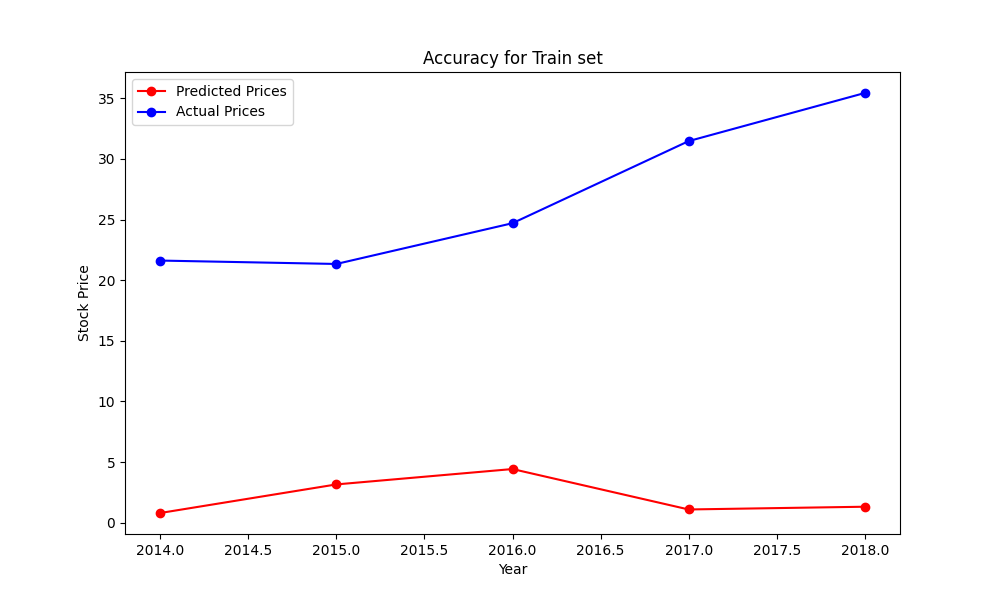 Accuracy for Train set
Predicted Prices
Actual Prices
35
30
25
20
15
10
5
0
Stock Price
2014.0 2014.5 2015.0 2015.5 2016.0 2016.5 2017.0 2017.5 2018.0
Year